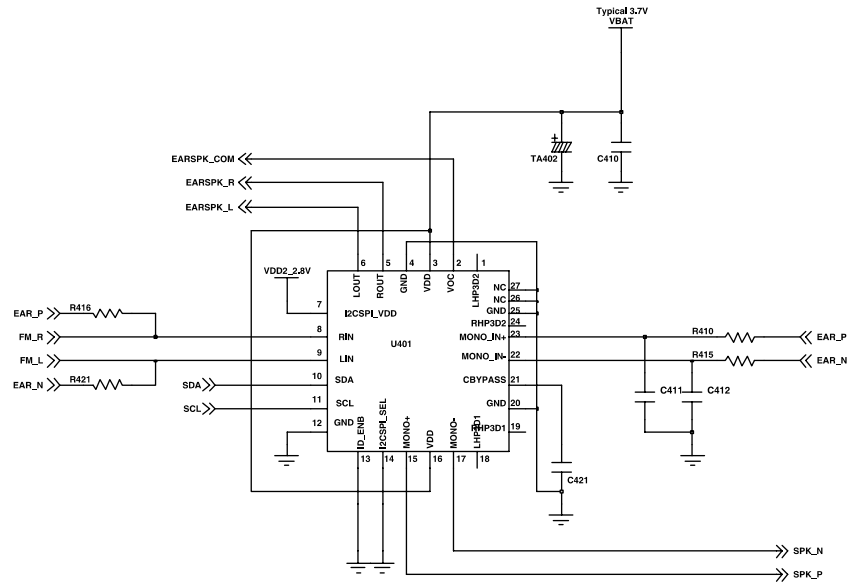 Typical 3.7V
VBAT
TA402
C410
EARSPK_COM
EARSPK_R
EARSPK_L
6 5 4 3 2 1
LOUT ROUT GND VDD VOC LHP3D2
VDD2_2.8V
7 I2CSPI_VDD
8 RIN
9 LIN
10 SDA
11 SCL
12 GND
U401
NC 27
NC 26
GND 25
RHP3D2 24
MONO_IN+ 23
MONO_IN- 22
CBYPASS 21
GND 20
RHP3D1 19
ID_ENB I2CSPI_SEL MONO+ VDD MONO- LHP3D1
13 14 15 16 17 18
EAR_P R416
FM_R
FM_L
EAR_N R421
SDA
SCL
R410 EAR_P
R415 EAR_N
C411 C412
C421
SPK_N
SPK_P